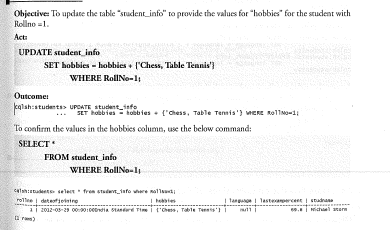 Objective: To update the table "student_info" to provide the values for "hobbies" for the student with
Rollno =1.
Act:
UPDATE student_info
SET hobbies = hobbies + {'Chess, Table Tennis'}
WHERE RollNo=1;
Outcome:
cqlsh:students> UPDATE student_info
... SET hobbies = hobbies + {'Chess, Table Tennis'} WHERE RollNo=1;
To confirm the values in the hobbies column, use the below command:
SELECT *
FROM student_info
WHERE RollNo=1;
cqlsh:students> select * from student_info where RollNo=1;
rollno | dateofjoining | hobbies | language | lastexampercent | studname
1 | 2012-03-29 00:00:00India Standard Time | {'Chess, Table Tennis'} | null | 69.6 | Michael Storm
(1 rows)